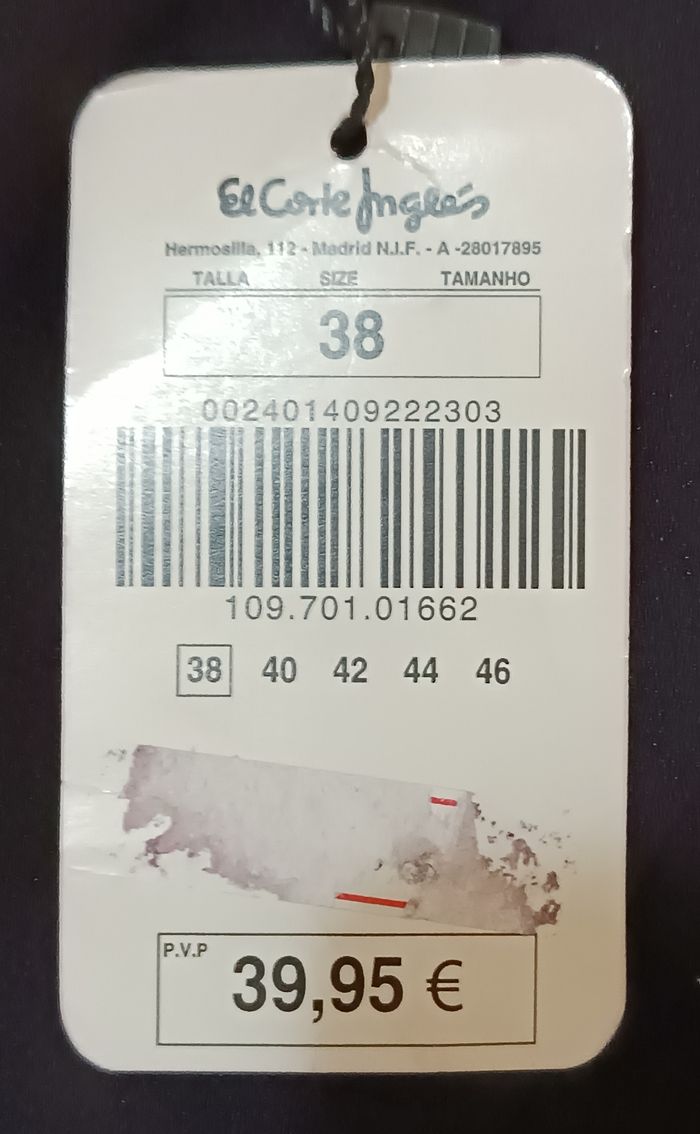 El Corte Inglés
Hermosilla, 112 - Madrid N.I.F. - A -28017895
TALLA SIZE TAMANHO
38
002401409222303
109.701.01662
38 40 42 44 46
P.V.P
39,95 €